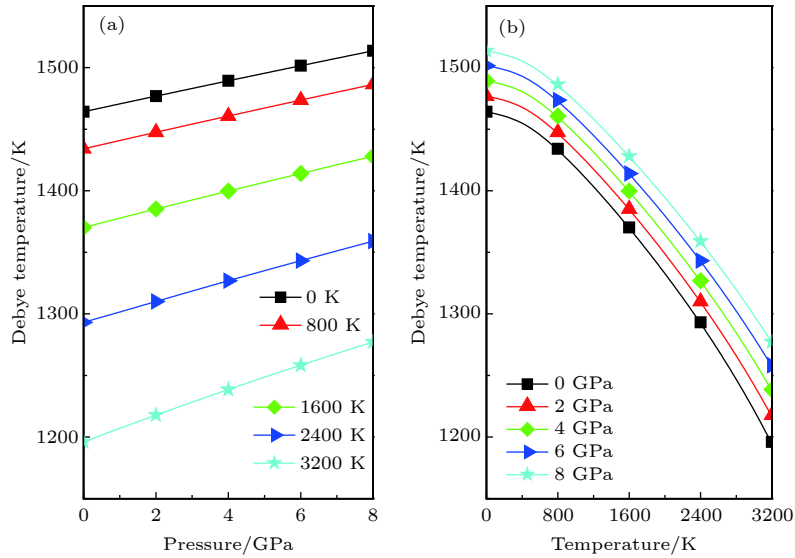 (a)
Debye temperature/K
1500
1400
1300
1200
0 K
800 K
1600 K
2400 K
3200 K
0 2 4 6 8
Pressure/GPa
(b)
Debye temperature/K
1500
1400
1300
1200
0 GPa
2 GPa
4 GPa
6 GPa
8 GPa
0 800 1600 2400 3200
Temperature/K